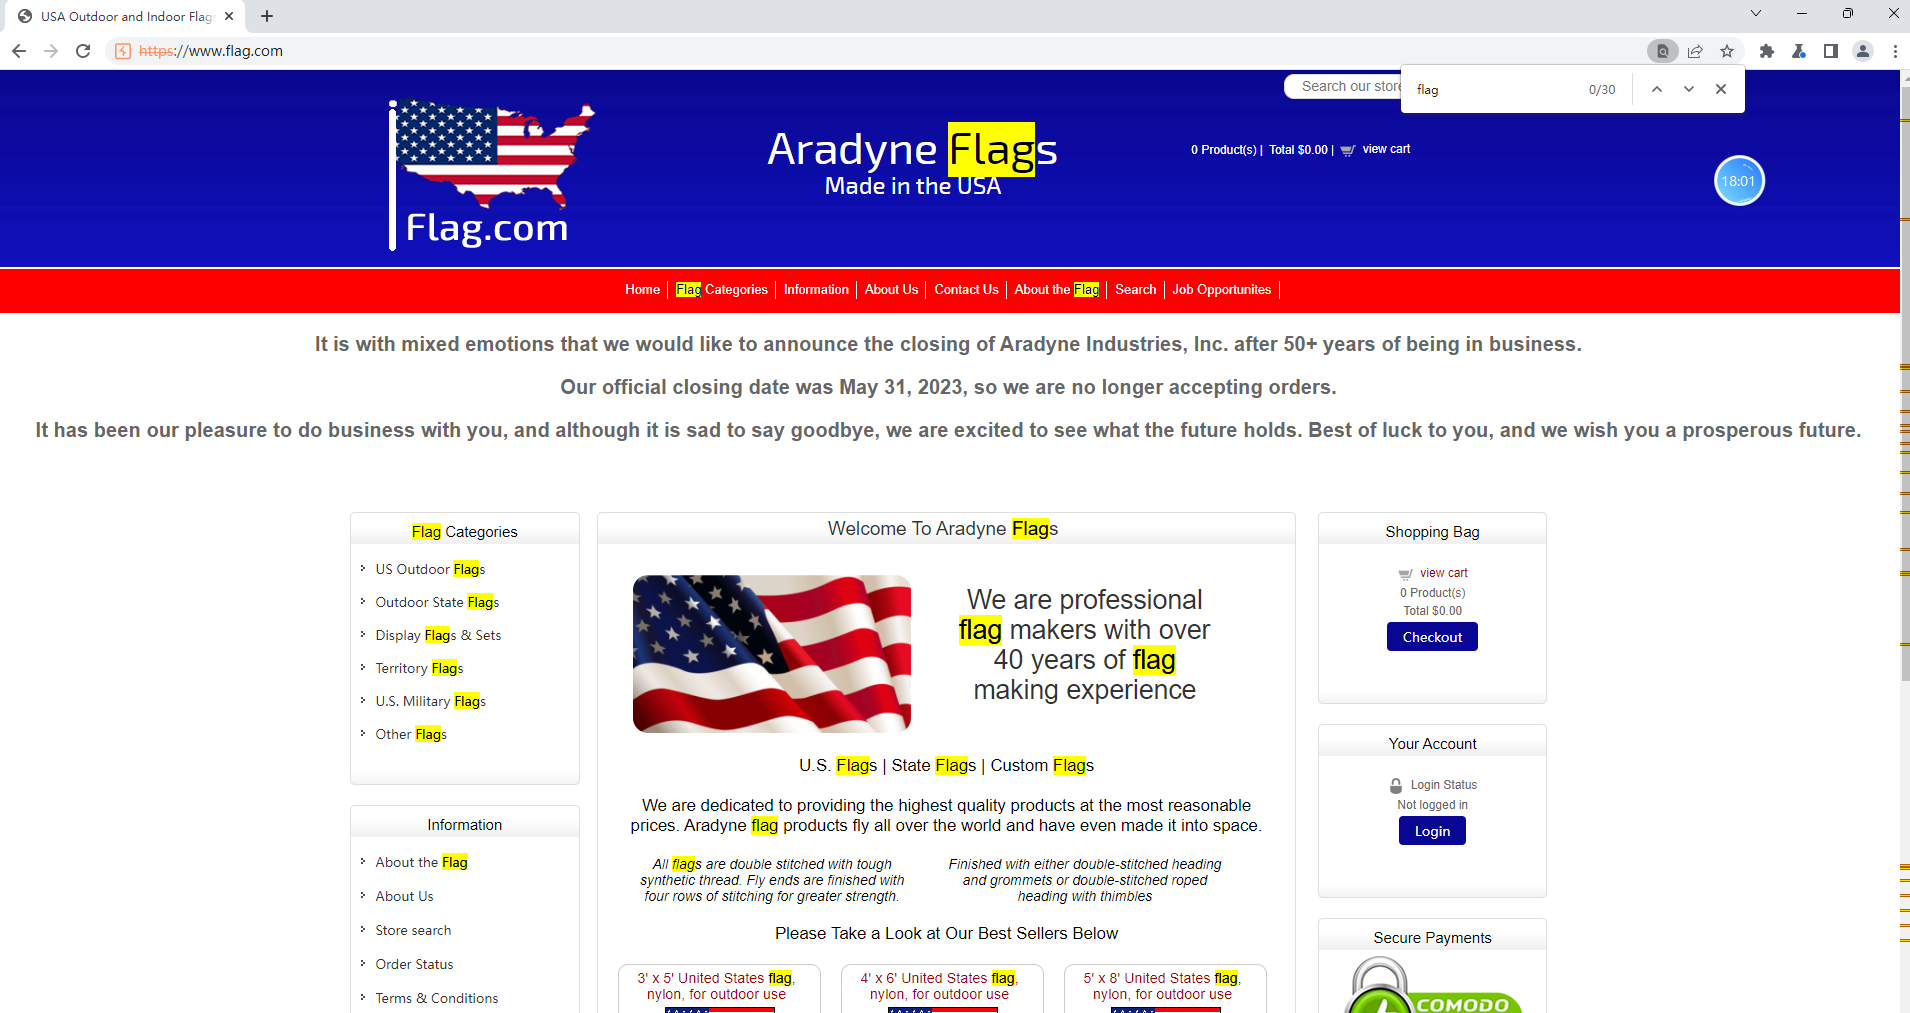 USA Outdoor and Indoor Flags
https://www.flag.com
Search our store
flag
0/30
Flag.com
Aradyne Flags
Made in the USA
0 Product(s) | Total $0.00 | view cart
18:01
Home | Flag Categories | Information | About Us | Contact Us | About the Flag | Search | Job Opportunites |
It is with mixed emotions that we would like to announce the closing of Aradyne Industries, Inc. after 50+ years of being in business.
Our official closing date was May 31, 2023, so we are no longer accepting orders.
It has been our pleasure to do business with you, and although it is sad to say goodbye, we are excited to see what the future holds. Best of luck to you, and we wish you a prosperous future.
Flag Categories
US Outdoor Flags
Outdoor State Flags
Display Flags & Sets
Territory Flags
U.S. Military Flags
Other Flags
Information
About the Flag
About Us
Store search
Order Status
Terms & Conditions
Welcome To Aradyne Flags
We are professional
flag makers with over
40 years of flag
making experience
U.S. Flags | State Flags | Custom Flags
We are dedicated to providing the highest quality products at the most reasonable
prices. Aradyne flag products fly all over the world and have even made it into space.
All flags are double stitched with tough
synthetic thread. Fly ends are finished with
four rows of stitching for greater strength.
Finished with either double-stitched heading
and grommets or double-stitched roped
heading with thimbles
Please Take a Look at Our Best Sellers Below
3' x 5' United States flag,
nylon, for outdoor use
4' x 6' United States flag,
nylon, for outdoor use
5' x 8' United States flag,
nylon, for outdoor use
Shopping Bag
view cart
0 Product(s)
Total $0.00
Checkout
Your Account
Login Status
Not logged in
Login
Secure Payments
COMODO